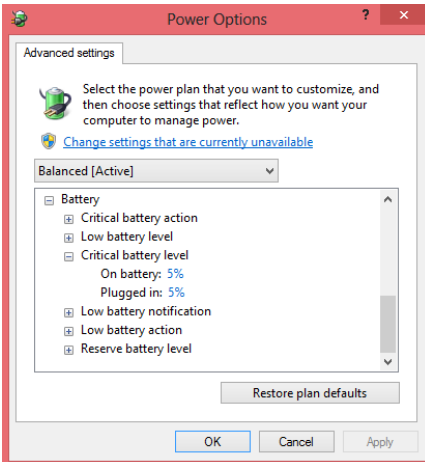 Power Options
?
×
Advanced settings
Select the power plan that you want to customize, and
then choose settings that reflect how you want your
computer to manage power.
Change settings that are currently unavailable
Balanced [Active]
Battery
Critical battery action
Low battery level
Critical battery level
On battery: 5%
Plugged in: 5%
Low battery notification
Low battery action
Reserve battery level
Restore plan defaults
OK Cancel Apply